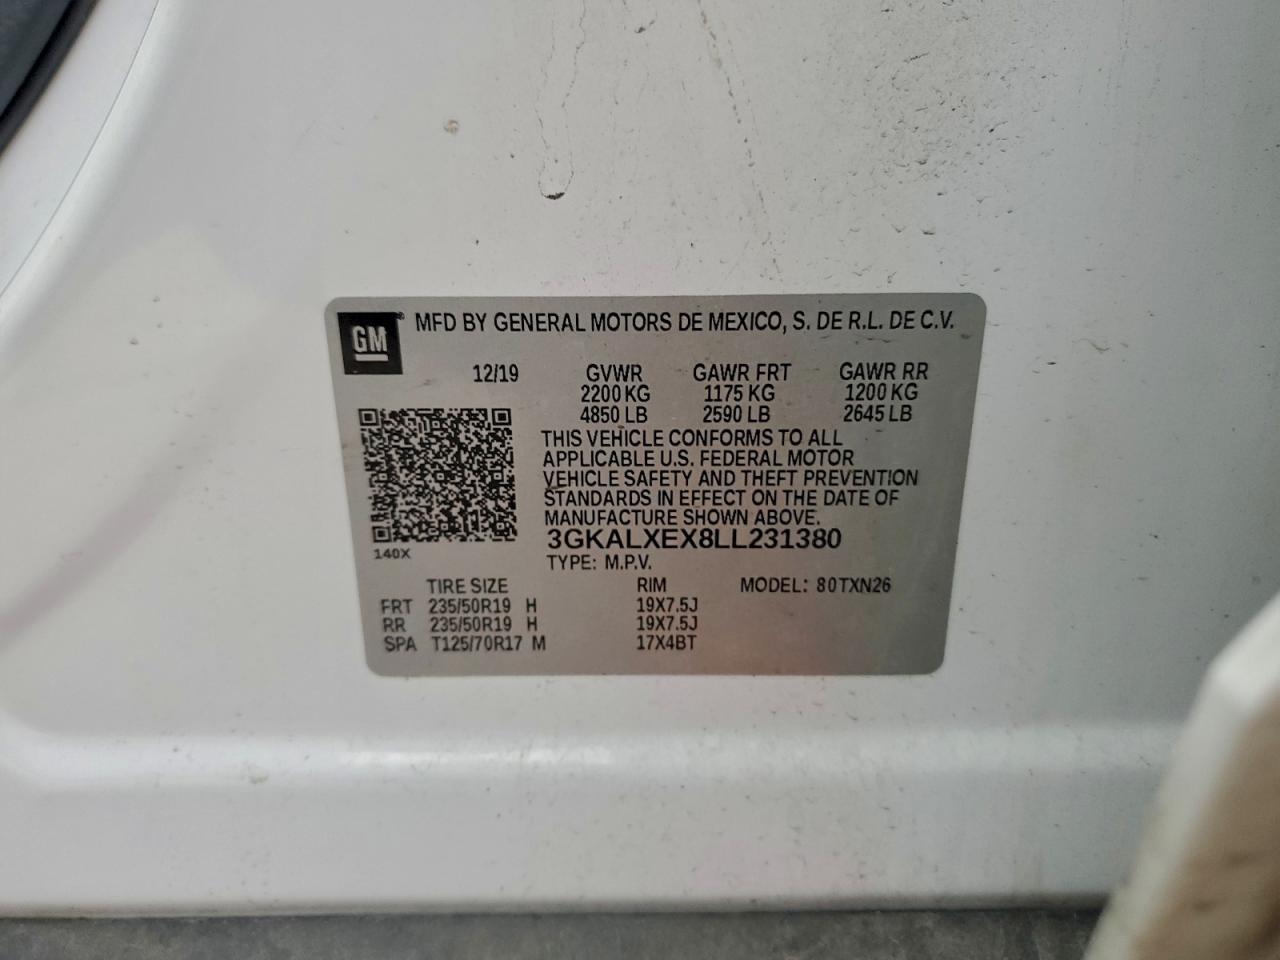 GM ® MFD BY GENERAL MOTORS DE MEXICO, S. DE R.L. DE C.V.
12/19 GVWR GAWR FRT GAWR RR
2200 KG 1175 KG 1200 KG
4850 LB 2590 LB 2645 LB
THIS VEHICLE CONFORMS TO ALL
APPLICABLE U.S. FEDERAL MOTOR
VEHICLE SAFETY AND THEFT PREVENTION
STANDARDS IN EFFECT ON THE DATE OF
MANUFACTURE SHOWN ABOVE.
3GKALXEX8LL231380
140X
TYPE: M.P.V.
TIRE SIZE RIM MODEL: 80TXN26
FRT 235/50R19 H 19X7.5J
RR 235/50R19 H 19X7.5J
SPA T125/70R17 M 17X4BT